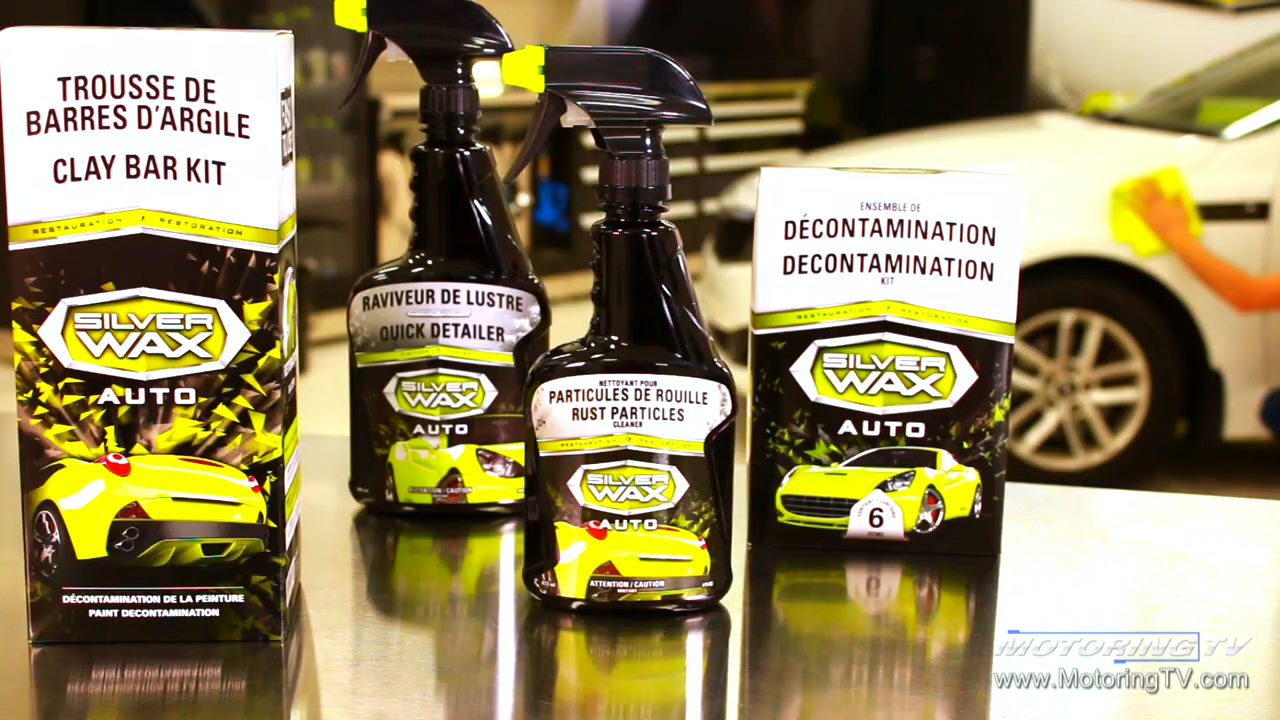 TROUSSE DE
BARRES D'ARGILE
CLAY BAR KIT
RESTAURATION RESTORATION
SILVER
WAX
AUTO
DÉCONTAMINATION DE LA PEINTURE
PAINT DECONTAMINATION
RAVIVEUR DE LUSTRE
QUICK DETAILER
SILVER
WAX
AUTO
ATTENTION / CAUTION
NETTOYANT POUR
PARTICULES DE ROUILLE
RUST PARTICLES
CLEANER
RESTAURATION RESTORATION
SILVER
WAX
AUTO
ATTENTION / CAUTION
ENSEMBLE DE
DÉCONTAMINATION
DECONTAMINATION
KIT
RESTAURATION RESTORATION
SILVER
WAX
AUTO
6
MOTORING TV
www.MotoringTV.com